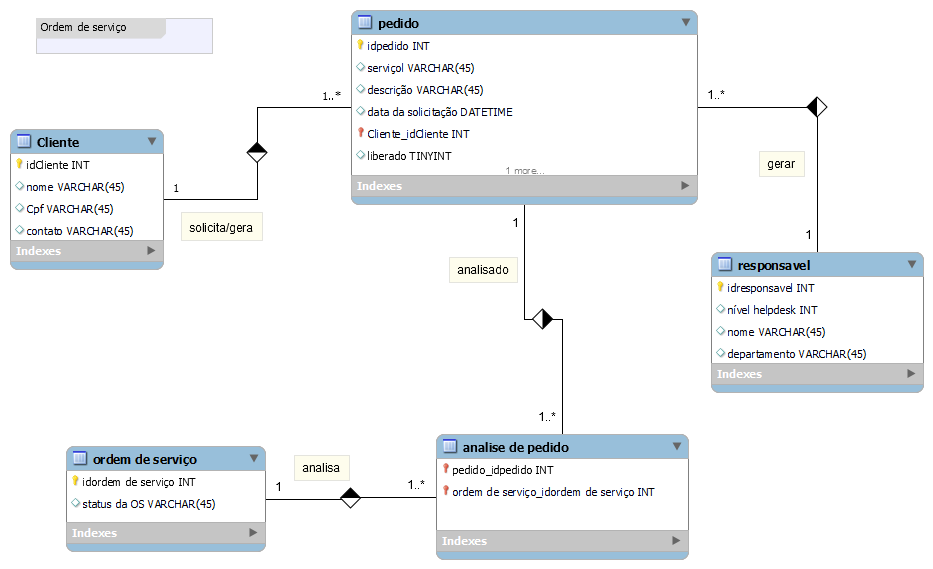 Ordem de serviço
pedido
idpedido INT
serviçol VARCHAR(45)
descrição VARCHAR(45)
data da solicitação DATETIME
Cliente_idCliente INT
liberado TINYINT
1 more...
Indexes
1..*
1..*
Cliente
idCliente INT
nome VARCHAR(45)
Cpf VARCHAR(45)
contato VARCHAR(45)
Indexes
1
solicita/gera
gerar
1
1
analisado
responsavel
idresponsavel INT
nível helpdesk INT
nome VARCHAR(45)
departamento VARCHAR(45)
Indexes
1..*
ordem de serviço
idordem de serviço INT
status da OS VARCHAR(45)
Indexes
analisa
1
1..*
analise de pedido
pedido_idpedido INT
ordem de serviço_idordem de serviço INT
Indexes